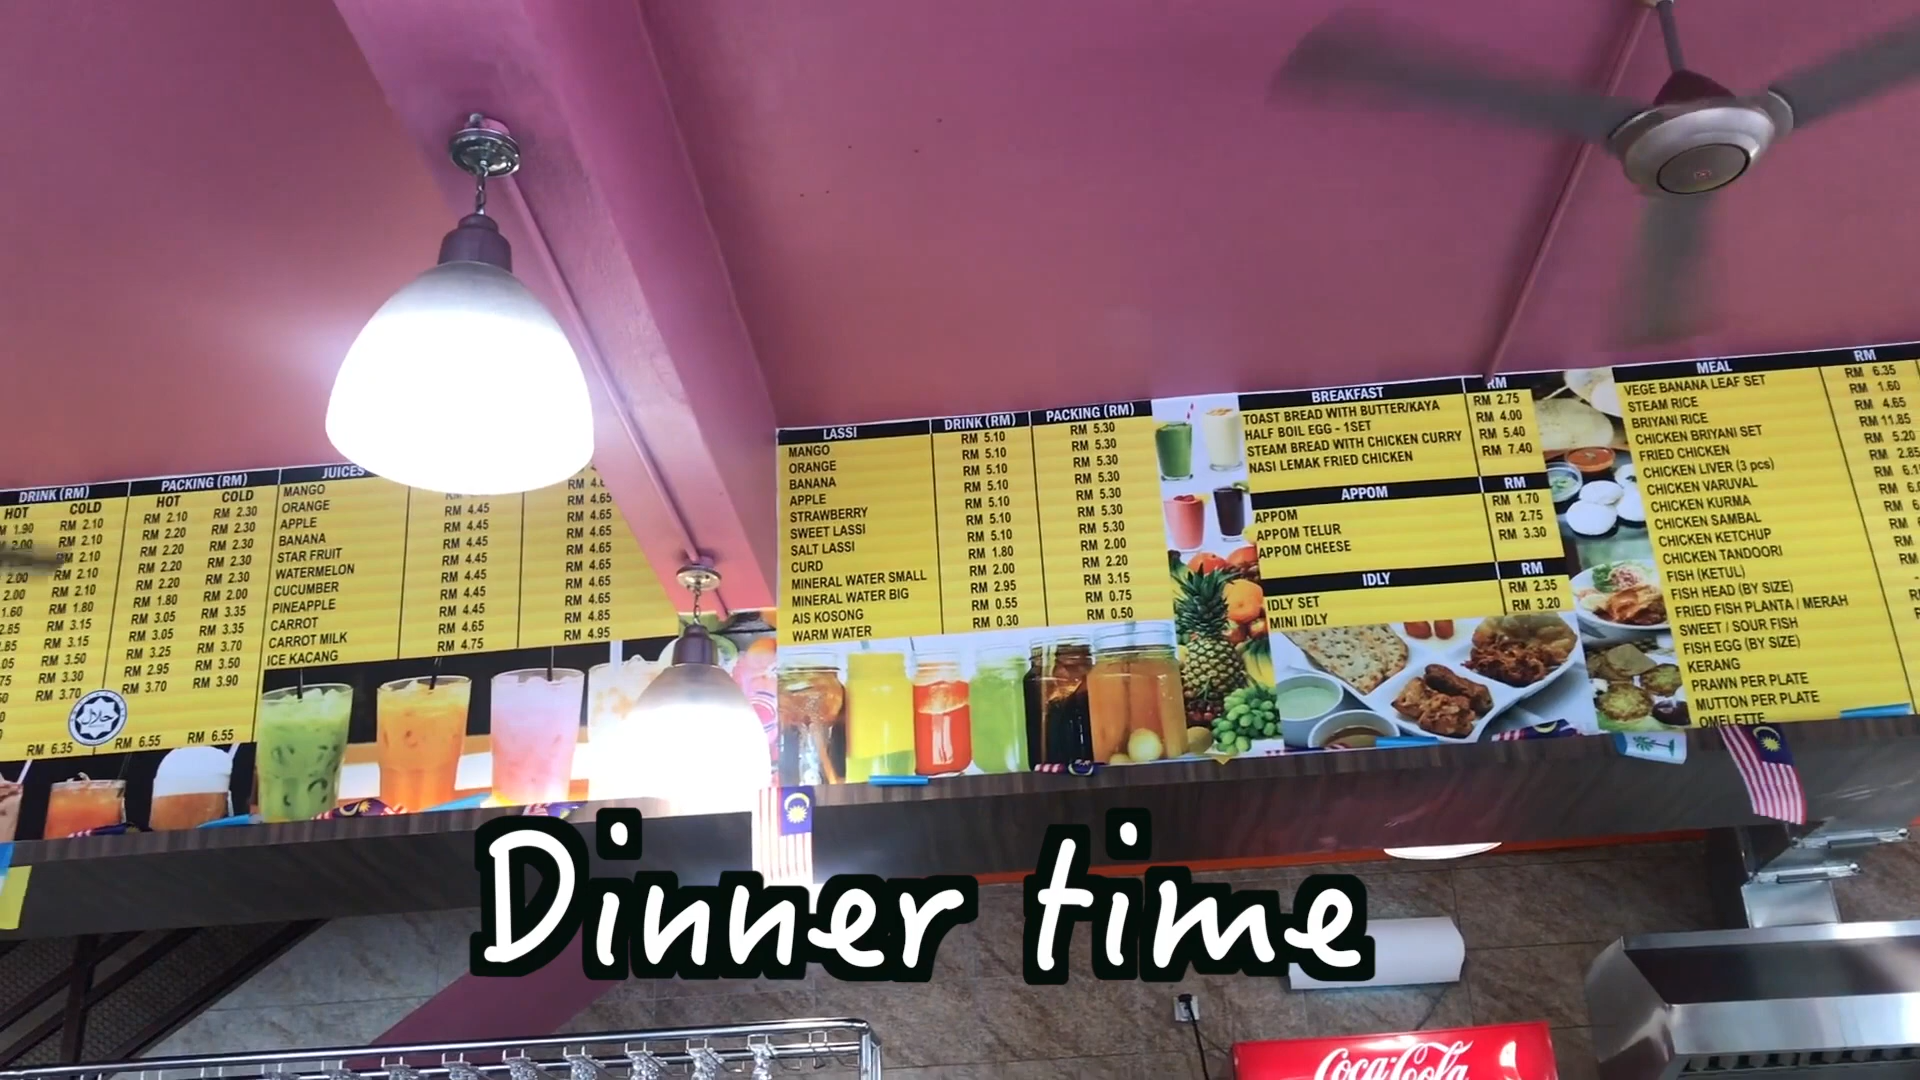 DRINK (RM)
PACKING (RM)
HOT COLD HOT COLD
RM 1.90 RM 2.10 RM 2.10 RM 2.30
2.00 RM 2.10 RM 2.20 RM 2.30
RM 2.10 RM 2.20 RM 2.30
2.00 RM 2.10 RM 2.20 RM 2.30
2.00 RM 2.10 RM 2.20 RM 2.30
1.60 RM 1.80 RM 1.80 RM 2.00
2.85 RM 3.15 RM 3.05 RM 3.35
RM 3.15 RM 3.05 RM 3.35
RM 3.50 RM 3.25 RM 3.70
RM 3.30 RM 2.95 RM 3.50
RM 3.70 RM 3.70 RM 3.90
حلال
RM 6.35 RM 6.55 RM 6.55
JUICES
MANGO
ORANGE RM 4.45 RM 4.65
APPLE RM 4.45 RM 4.65
BANANA RM 4.45 RM 4.65
STAR FRUIT RM 4.45 RM 4.65
WATERMELON RM 4.45 RM 4.65
CUCUMBER RM 4.45 RM 4.65
PINEAPPLE RM 4.45 RM 4.65
CARROT RM 4.45 RM 4.65
CARROT MILK RM 4.65 RM 4.85
ICE KACANG RM 4.75 RM 4.95
LASSI DRINK (RM) PACKING (RM)
MANGO RM 5.10 RM 5.30
ORANGE RM 5.10 RM 5.30
BANANA RM 5.10 RM 5.30
APPLE RM 5.10 RM 5.30
STRAWBERRY RM 5.10 RM 5.30
SWEET LASSI RM 5.10 RM 5.30
SALT LASSI RM 5.10 RM 5.30
CURD RM 1.80 RM 2.00
MINERAL WATER SMALL RM 2.00 RM 2.20
MINERAL WATER BIG RM 2.95 RM 3.15
AIS KOSONG RM 0.55 RM 0.75
WARM WATER RM 0.30 RM 0.50
BREAKFAST RM
TOAST BREAD WITH BUTTER/KAYA RM 2.75
HALF BOIL EGG - 1SET RM 4.00
STEAM BREAD WITH CHICKEN CURRY RM 5.40
NASI LEMAK FRIED CHICKEN RM 7.40
APPOM RM
APPOM RM 1.70
APPOM TELUR RM 2.75
APPOM CHEESE RM 3.30
IDLY RM
IDLY SET RM 2.35
MINI IDLY RM 3.20
MEAL RM
VEGE BANANA LEAF SET RM 6.35
STEAM RICE RM 1.60
BRIYANI RICE RM 4.65
CHICKEN BRIYANI SET RM 11.85
FRIED CHICKEN RM 5.20
CHICKEN LIVER (3 pcs) RM 2.85
CHICKEN VARUVAL
CHICKEN KURMA
CHICKEN SAMBAL
CHICKEN KETCHUP
CHICKEN TANDOORI
FISH (KETUL)
FISH HEAD (BY SIZE)
FRIED FISH PLANTA / MERAH
SWEET / SOUR FISH
FISH EGG (BY SIZE)
KERANG
PRAWN PER PLATE
MUTTON PER PLATE
OMELETTE
Dinner time
Coca-Cola